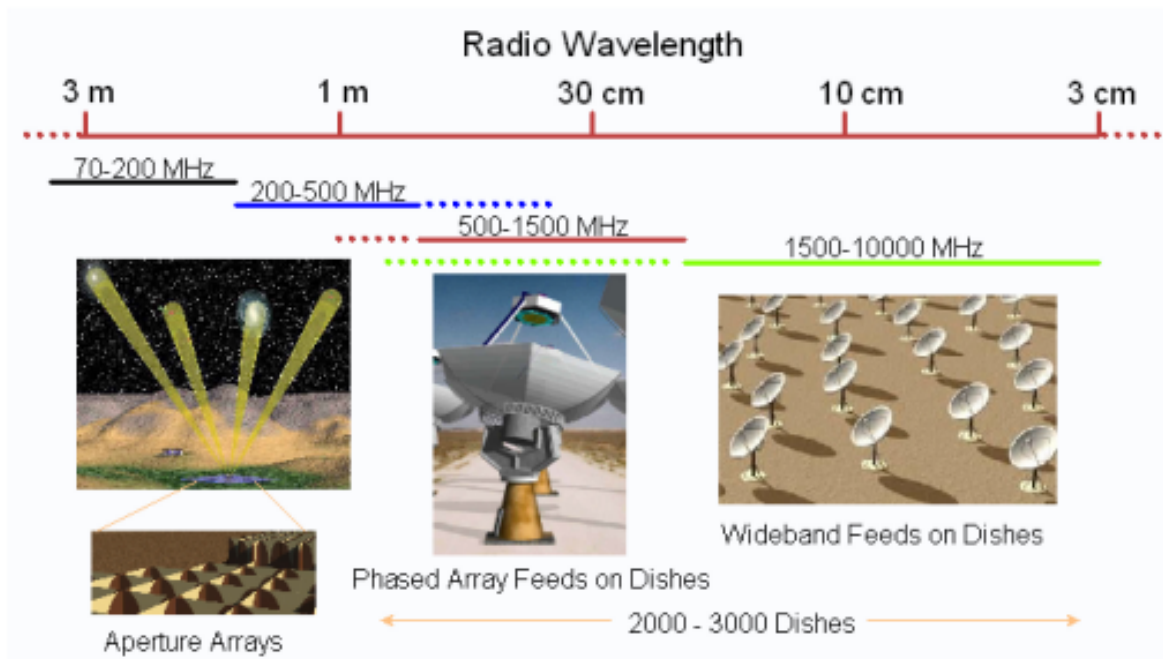 Radio Wavelength
3 m 1 m 30 cm 10 cm 3 cm
70-200 MHz
200-500 MHz
500-1500 MHz
1500-10000 MHz
Wideband Feeds on Dishes
Phased Array Feeds on Dishes
2000 - 3000 Dishes
Aperture Arrays